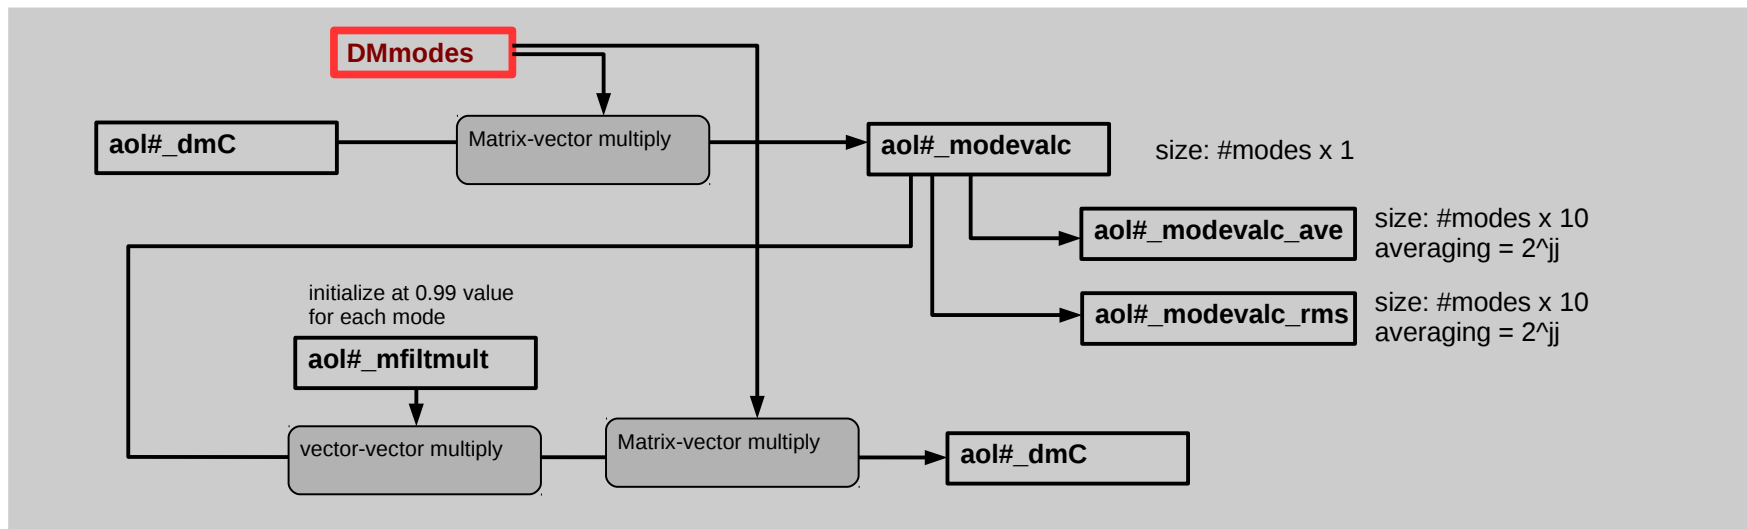 DMmodes
aol#_dmC
Matrix-vector multiply
aol#_modevalc
size: #modes x 1
aol#_modevalc_ave
size: #modes x 10
averaging = 2^jj
initialize at 0.99 value
for each mode
aol#_modevalc_rms
size: #modes x 10
averaging = 2^jj
aol#_mfiltmult
vector-vector multiply
Matrix-vector multiply
aol#_dmC